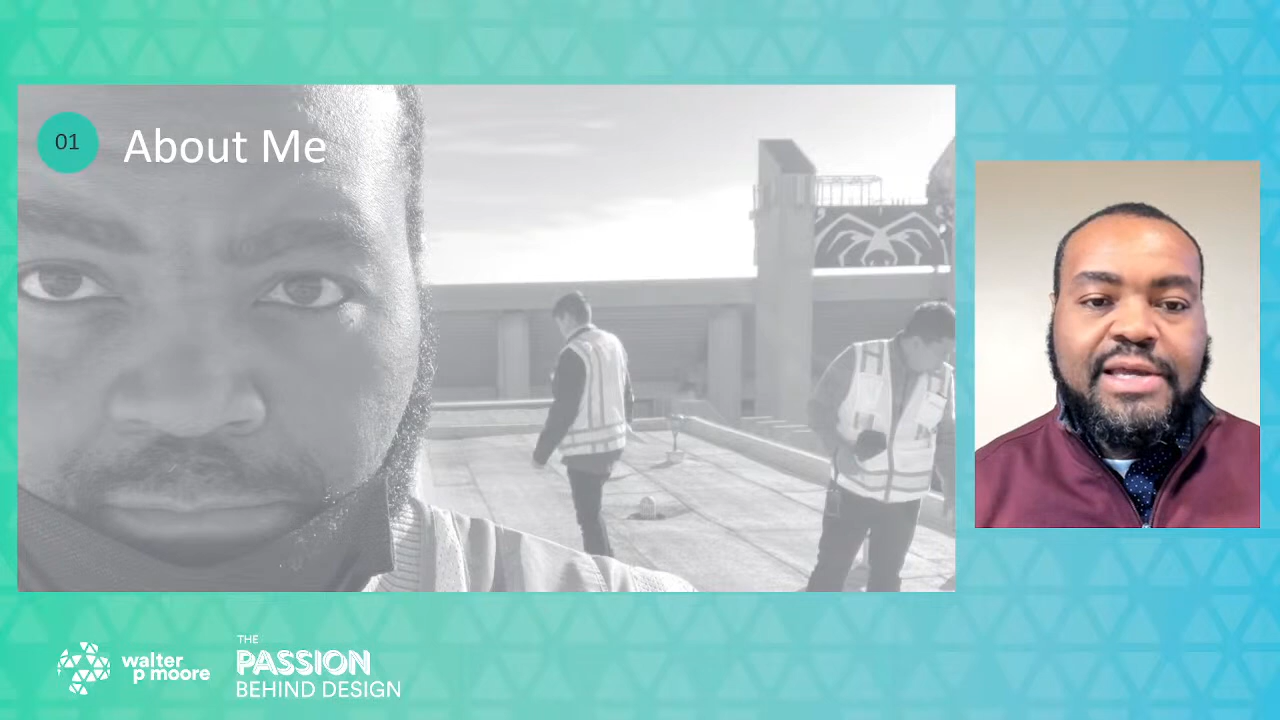 01
About Me
walter
p moore
THE
PASSION
BEHIND DESIGN